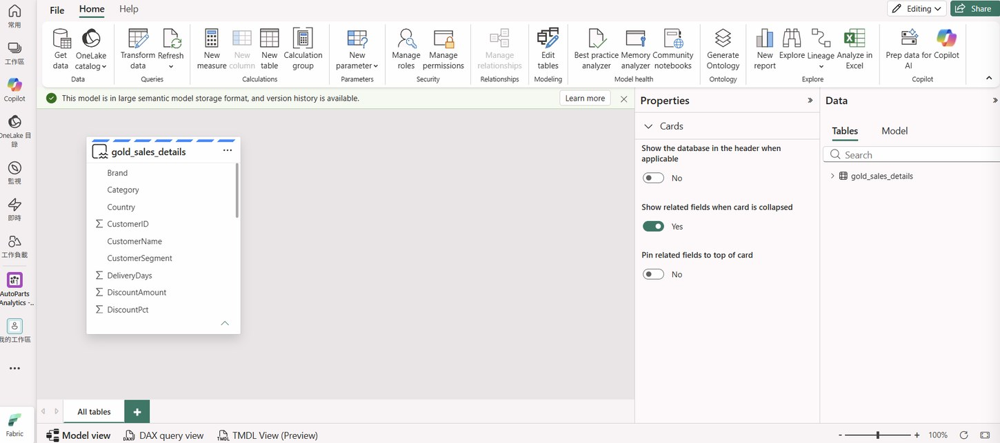 File
Home
Help
Editing
Share
常用
工作區
Copilot
OneLake 目
錄
監視
即時
工作負載
AutoParts
Analytics -..
我的工作區
Fabric
Get
data
OneLake
catalog
Data
Transform
data
Refresh
Queries
New
measure
New
column
New
table
Calculation
group
Calculations
New
parameter
Parameters
Manage
roles
Manage
permissions
Security
Manage
relationships
Relationships
Edit
tables
Modeling
Best practice
analyzer
Memory
analyzer
Community
notebooks
Model health
Generate
Ontology
Ontology
New
report
Explore
Lineage
Analyze in
Excel
Explore
Prep data for
AI
Copilot
Copilot
This model is in large semantic model storage format, and version history is available.
Learn more
gold_sales_details
Brand
Category
Country
CustomerID
CustomerName
CustomerSegment
DeliveryDays
DiscountAmount
DiscountPct
Properties
Cards
Show the database in the header when
applicable
No
Show related fields when card is collapsed
Yes
Pin related fields to top of card
No
Data
Tables
Model
Search
gold_sales_details
All tables
Model view
DAX
DAX query view
TMDL
TMDL View (Preview)
100%